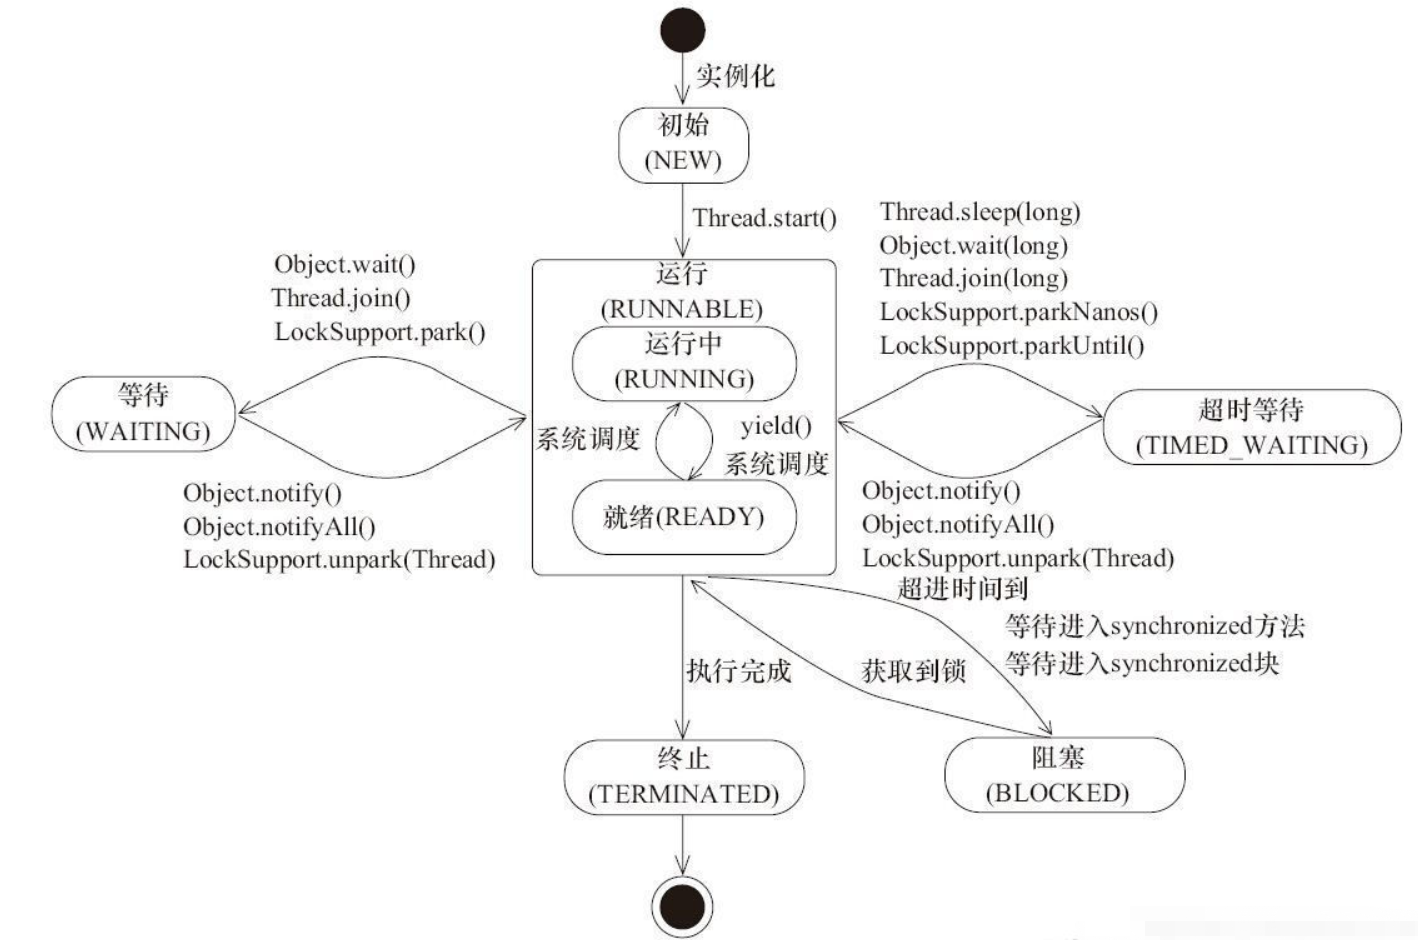 实例化
初始
(NEW)
Thread.start()
Object.wait()
Thread.join()
LockSupport.park()
Thread.sleep(long)
Object.wait(long)
Thread.join(long)
LockSupport.parkNanos()
LockSupport.parkUntil()
运行
(RUNNABLE)
运行中
(RUNNING)
等待
(WAITING)
超时等待
(TIMED_WAITING)
系统调度
yield()
系统调度
就绪(READY)
Object.notify()
Object.notifyAll()
LockSupport.unpark(Thread)
Object.notify()
Object.notifyAll()
LockSupport.unpark(Thread)
超进时间到
等待进入synchronized方法
等待进入synchronized块
执行完成
获取到锁
终止
(TERMINATED)
阻塞
(BLOCKED)